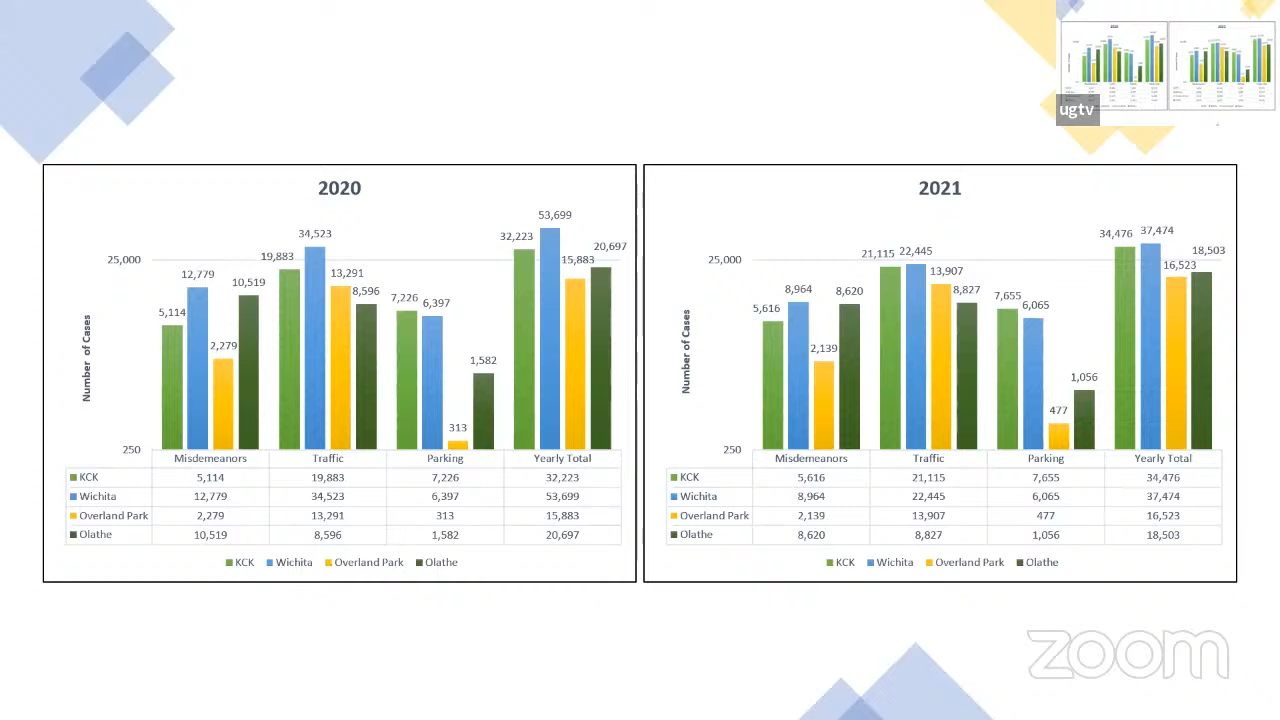 ugtv
2020
53,699
34,523
32,223
20,697
19,883
15,883
25,000
12,779
13,291
10,519
8,596
7,226
6,397
5,114
2,279
1,582
313
Number of Cases
250
Misdemeanors Traffic Parking Yearly Total
KCK 5,114 19,883 7,226 32,223
Wichita 12,779 34,523 6,397 53,699
Overland Park 2,279 13,291 313 15,883
Olathe 10,519 8,596 1,582 20,697
KCK Wichita Overland Park Olathe
2021
34,476 37,474
21,115 22,445
18,503
25,000
16,523
13,907
8,964
8,620
8,827
7,655
6,065
5,616
2,139
1,056
477
Number of Cases
250
Misdemeanors Traffic Parking Yearly Total
KCK 5,616 21,115 7,655 34,476
Wichita 8,964 22,445 6,065 37,474
Overland Park 2,139 13,907 477 16,523
Olathe 8,620 8,827 1,056 18,503
KCK Wichita Overland Park Olathe
zoom